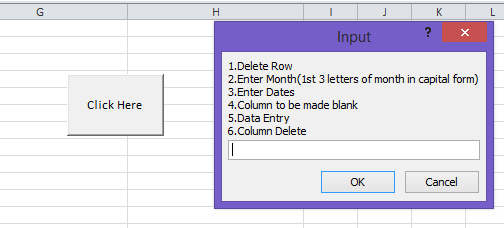 G H I J K L
Input ? ×
1.Delete Row
2.Enter Month(1st 3 letters of month in capital form)
3.Enter Dates
4.Column to be made blank
5.Data Entry
6.Column Delete
Click Here
OK Cancel